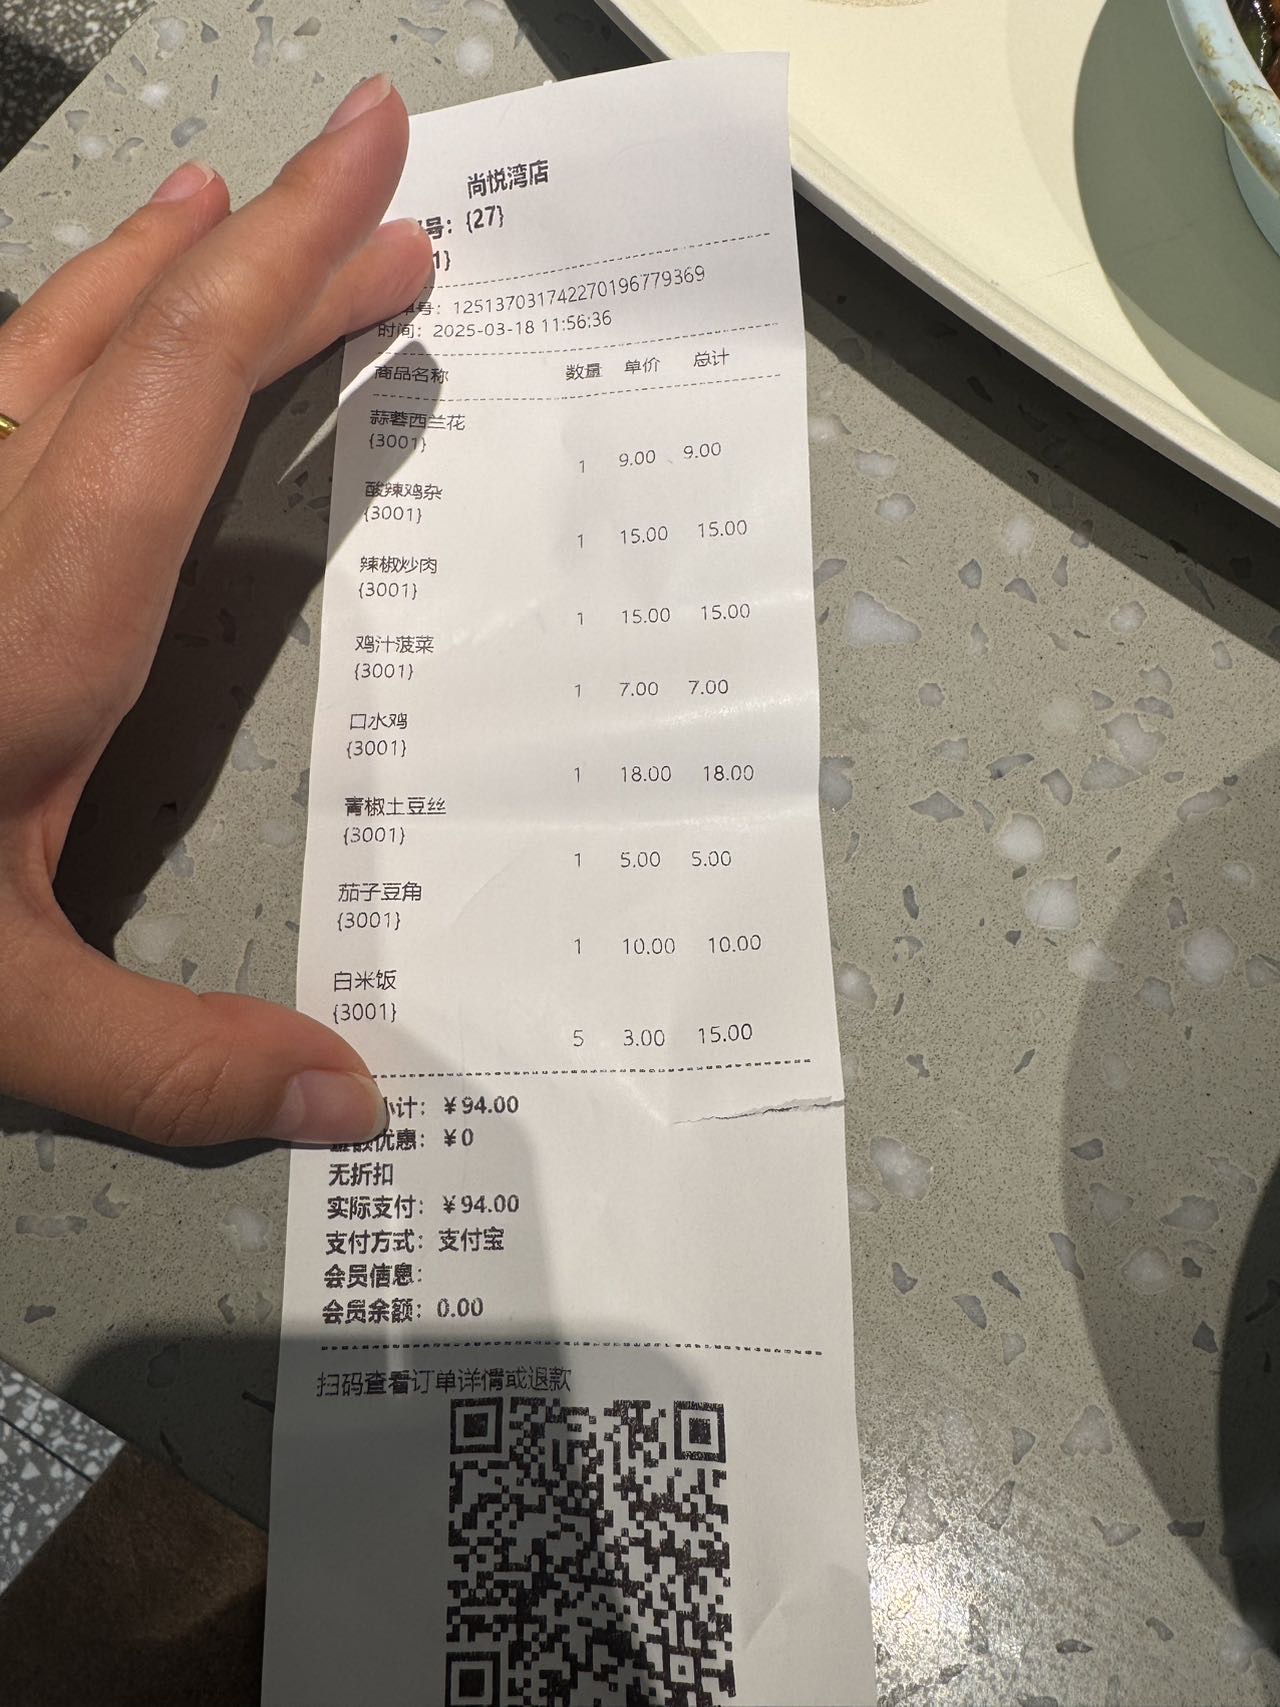 尚悦湾店
号：{27}
1}
单号：125137031742270196779369
时间：2025-03-18 11:56:36
商品名称 数量 单价 总计
蒜蓉西兰花
{3001}
1 9.00 9.00
酸辣鸡杂
{3001}
1 15.00 15.00
辣椒炒肉
{3001}
1 15.00 15.00
鸡汁菠菜
{3001}
1 7.00 7.00
口水鸡
{3001}
1 18.00 18.00
青椒土豆丝
{3001}
1 5.00 5.00
茄子豆角
{3001}
1 10.00 10.00
白米饭
{3001}
5 3.00 15.00
小计：￥94.00
优惠：￥0
无折扣
实际支付：￥94.00
支付方式：支付宝
会员信息：
会员余额：0.00
扫码查看订单详情或退款